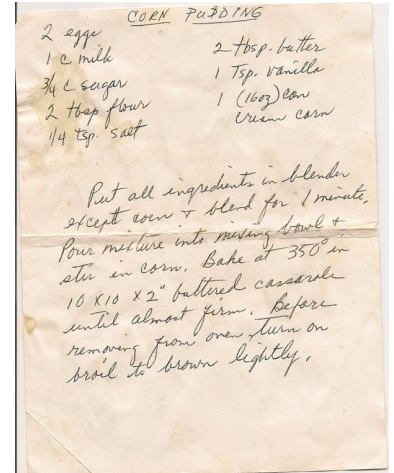 CORN PUDDING
2 eggs
1 c milk
3/4 c sugar
2 tbsp flour
1/4 tsp. salt
2 tbsp. butter
1 Tsp. vanilla
1 (16oz) can
cream corn
Put all ingredients in blender
except corn + blend for 1 minute.
Pour mixture into mixing bowl +
stir in corn. Bake at 350° in
10 x 10 x 2" buttered casserole
until almost firm. Before
removing from oven, turn on
broil to brown lightly.